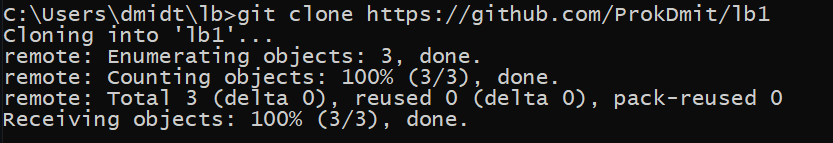 C:\Users\dmidt\lb>git clone https://github.com/ProkDmit/lb1
Cloning into 'lb1'...
remote: Enumerating objects: 3, done.
remote: Counting objects: 100% (3/3), done.
remote: Total 3 (delta 0), reused 0 (delta 0), pack-reused 0
Receiving objects: 100% (3/3), done.